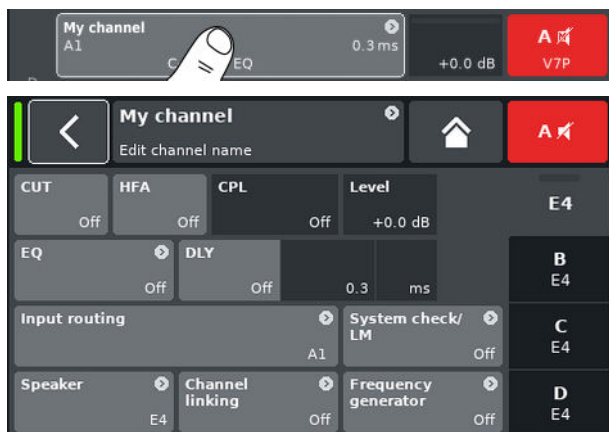 My channel
A1
0.3 ms
EQ
+0.0 dB
A
V7P
My channel
Edit channel name
A
CUT
Off
HFA
Off
CPL
Off
Level
+0.0 dB
E4
EQ
Off
DLY
Off
0.3 ms
B
E4
Input routing
A1
System check/
LM
Off
C
E4
Speaker
E4
Channel
linking
Off
Frequency
generator
Off
D
E4